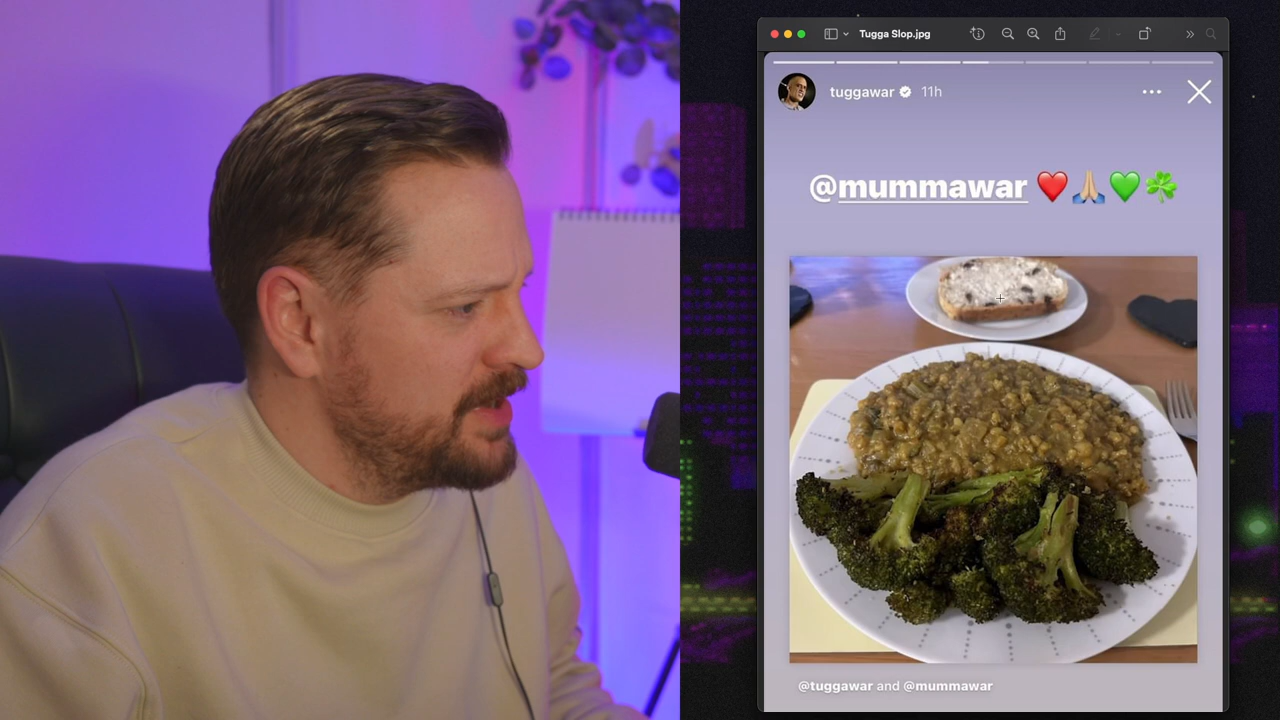 Tugga Slop.jpg
tuggawar 11h
@mummawar ❤️🙏🏼💚☘️
@tuggawar and @mummawar